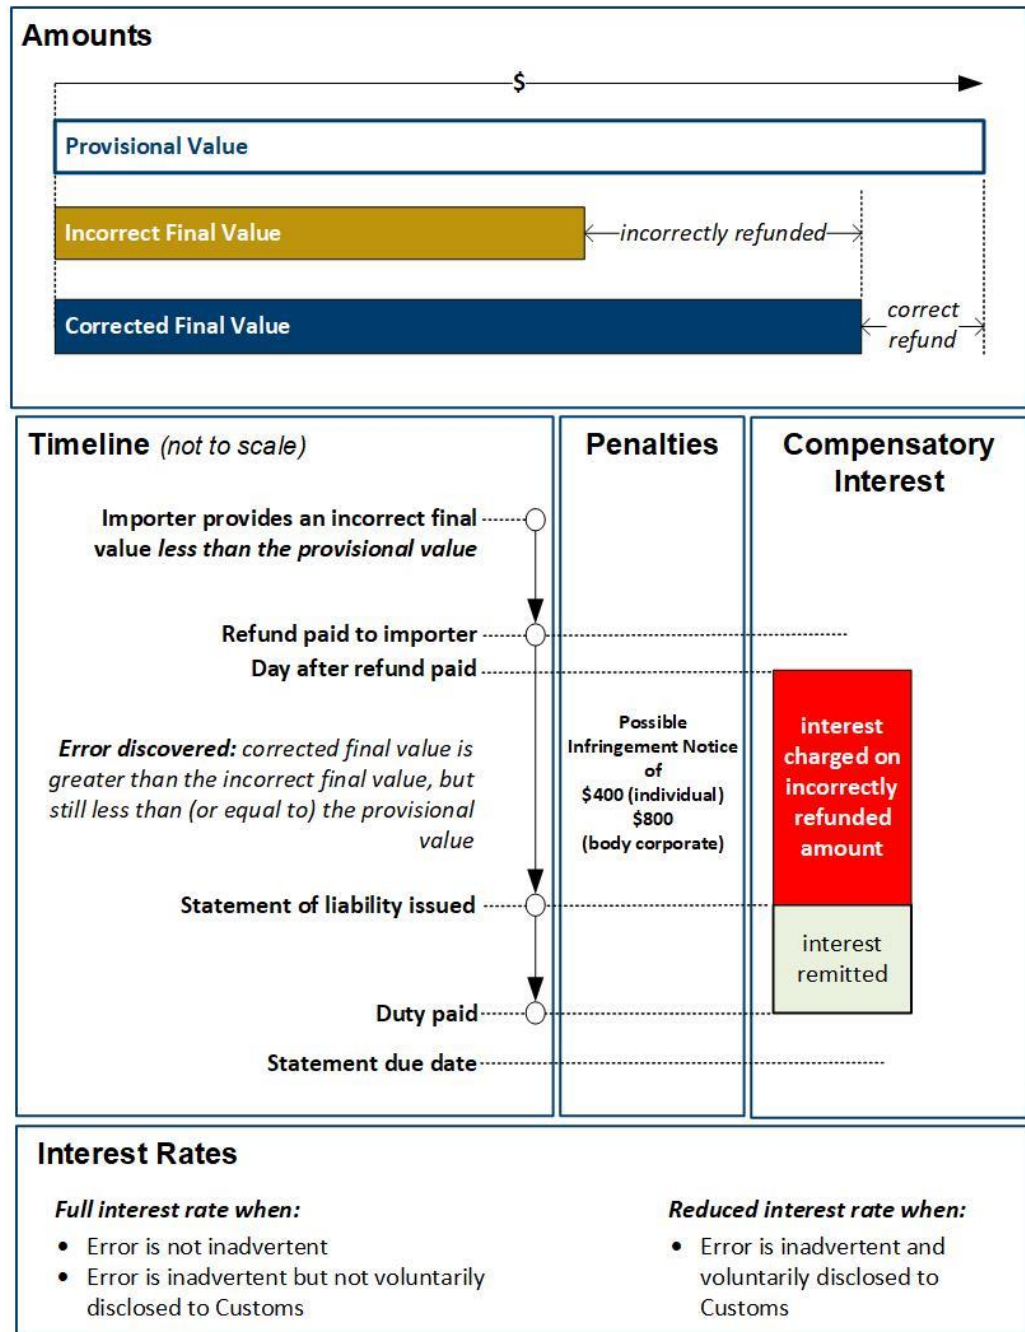 Amounts
$
Provisional Value
Incorrect Final Value
incorrectly refunded
Corrected Final Value
correct
refund
Timeline (not to scale)
Importer provides an incorrect final
value less than the provisional value
Refund paid to importer
Day after refund paid
Error discovered: corrected final value is
greater than the incorrect final value, but
still less than (or equal to) the provisional
value
Statement of liability issued
Duty paid
Statement due date
Penalties
Possible
Infringement Notice
of
$400 (individual)
$800
(body corporate)
Compensatory
Interest
interest
charged on
incorrectly
refunded
amount
interest
remitted
Interest Rates
Full interest rate when:
• Error is not inadvertent
• Error is inadvertent but not voluntarily
disclosed to Customs
Reduced interest rate when:
• Error is inadvertent and
voluntarily disclosed to
Customs